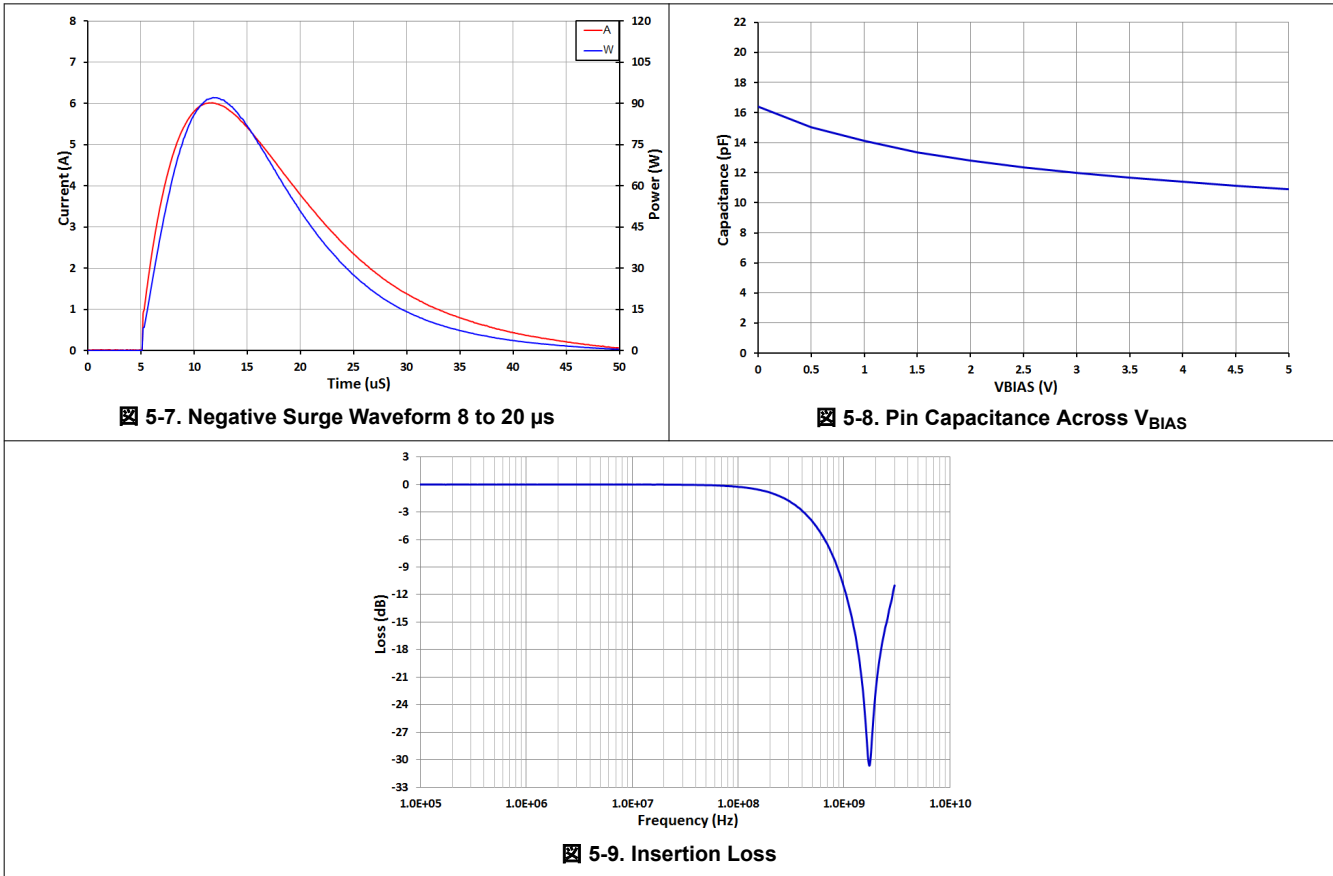 8
7
6
5
4
3
2
1
0
Current (A)
120
105
90
75
60
45
30
15
0
Power (W)
A
W
0 5 10 15 20 25 30 35 40 45 50
Time (uS)
図 5-7. Negative Surge Waveform 8 to 20 µs
22
20
18
16
14
12
10
8
6
4
2
0
Capacitance (pF)
0 0.5 1 1.5 2 2.5 3 3.5 4 4.5 5
VBIAS (V)
図 5-8. Pin Capacitance Across VBIAS
3
0
-3
-6
-9
-12
-15
-18
-21
-24
-27
-30
-33
Loss (dB)
1.0E+05 1.0E+06 1.0E+07 1.0E+08 1.0E+09 1.0E+10
Frequency (Hz)
図 5-9. Insertion Loss